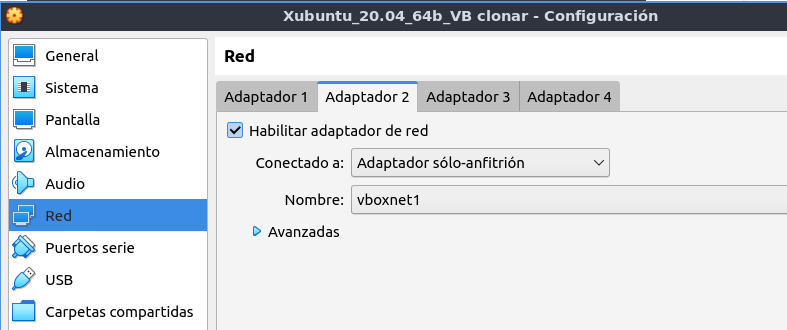 Xubuntu_20.04_64b_VB clonar - Configuración
General
Sistema
Pantalla
Almacenamiento
Audio
Red
Puertos serie
USB
Carpetas compartidas
Red
Adaptador 1 Adaptador 2 Adaptador 3 Adaptador 4
Habilitar adaptador de red
Conectado a: Adaptador sólo-anfitrión
Nombre: vboxnet1
Avanzadas